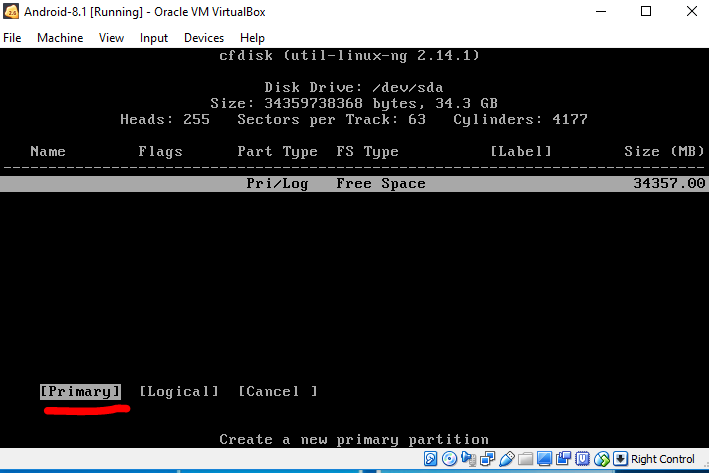 Android-8.1 [Running] - Oracle VM VirtualBox
File Machine View Input Devices Help
cfdisk (util-linux-ng 2.14.1)
Disk Drive: /dev/sda
Size: 34359738368 bytes, 34.3 GB
Heads: 255 Sectors per Track: 63 Cylinders: 4177
Name Flags Part Type FS Type [Label] Size (MB)
Pri/Log Free Space 34357.00
[Primary] [Logical] [Cancel ]
Create a new primary partition
Right Control